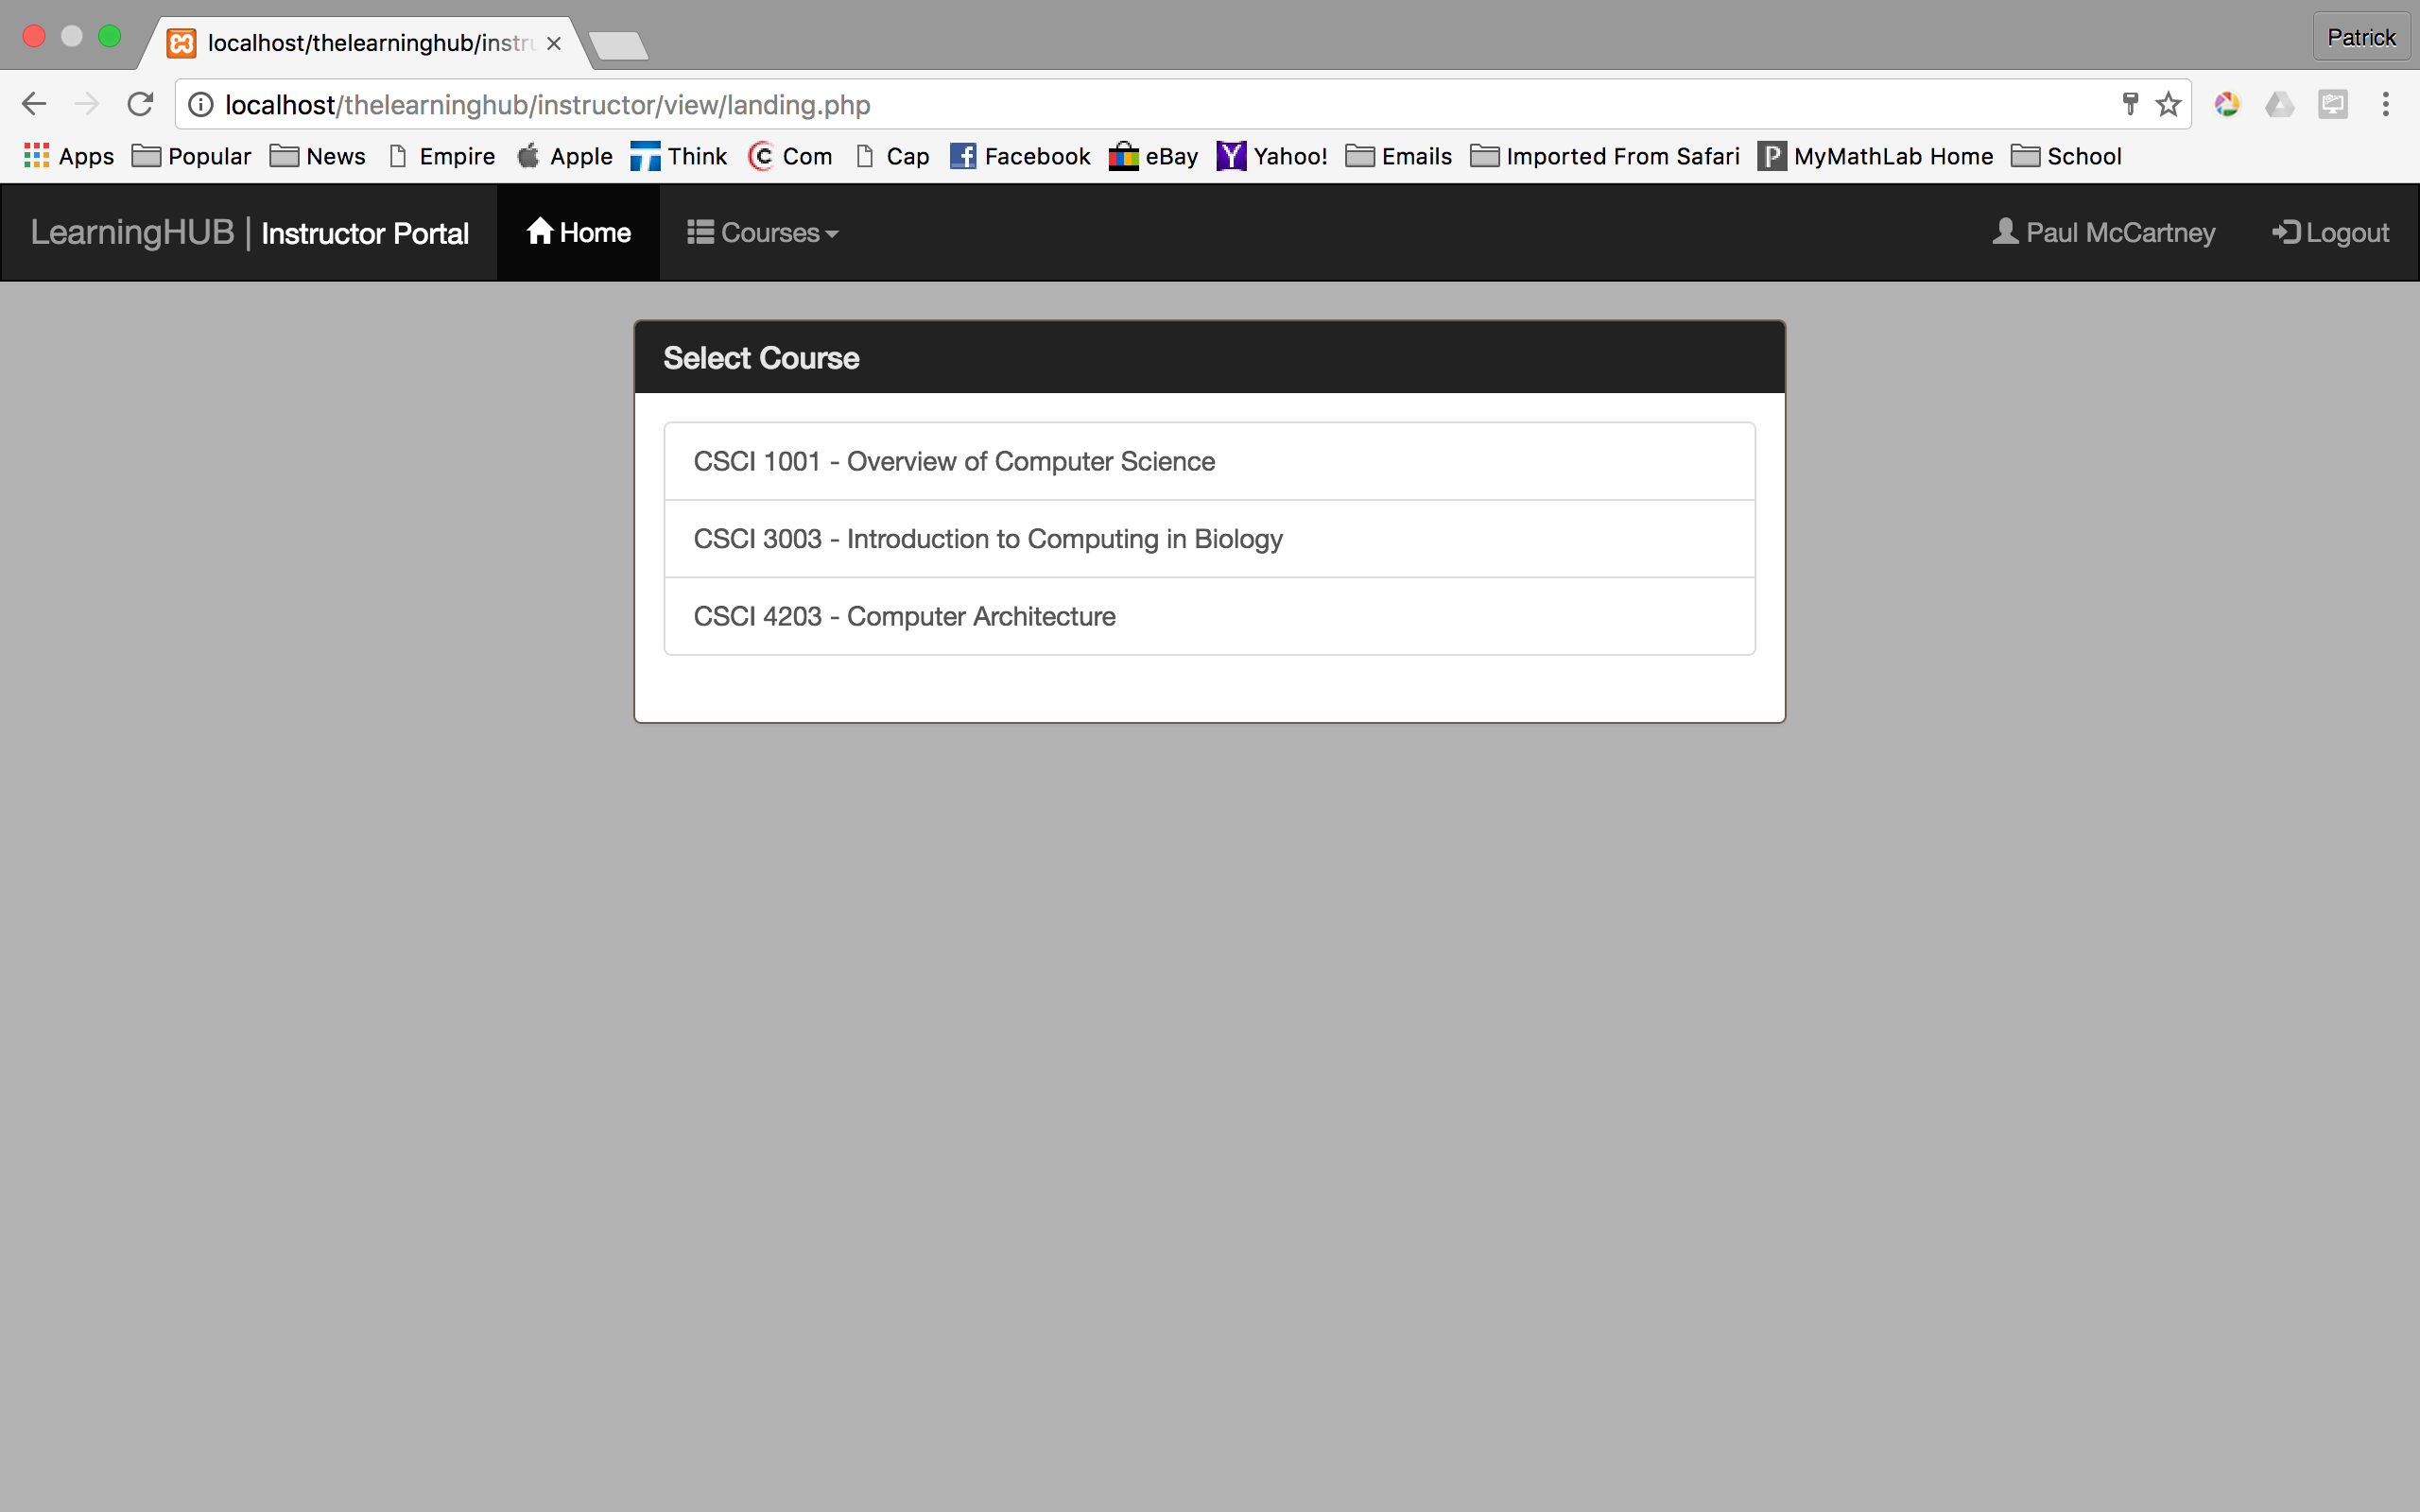 localhost/thelearninghub/instru
Patrick
localhost/thelearninghub/instructor/view/landing.php
Apps Popular News Empire Apple Think Com Cap Facebook eBay Yahoo! Emails Imported From Safari MyMathLab Home School
LearningHUB | Instructor Portal Home Courses Paul McCartney Logout
Select Course
CSCI 1001 - Overview of Computer Science
CSCI 3003 - Introduction to Computing in Biology
CSCI 4203 - Computer Architecture